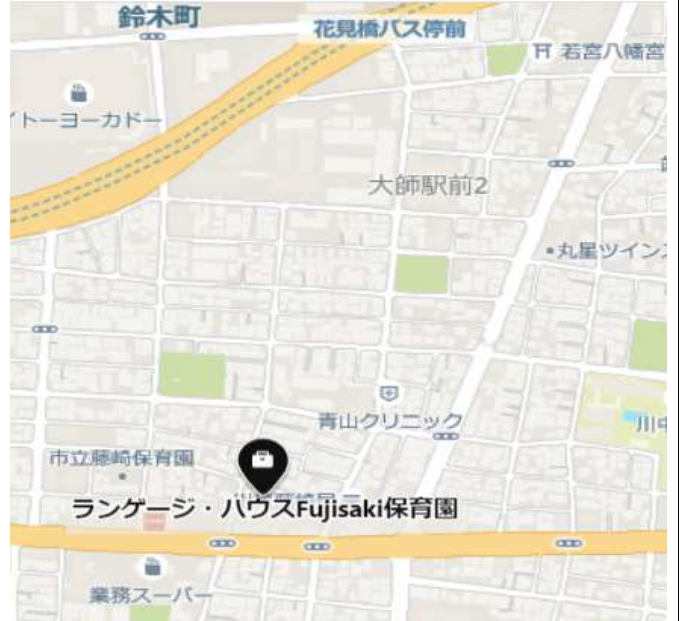 鈴木町
花見橋バス停前
若宮八幡宮
イトーヨーカドー
大師駅前2
丸星ツインス
青山クリニック
川中
市立藤崎保育園
ランゲージ・ハウスFujisaki保育園
業務スーパー